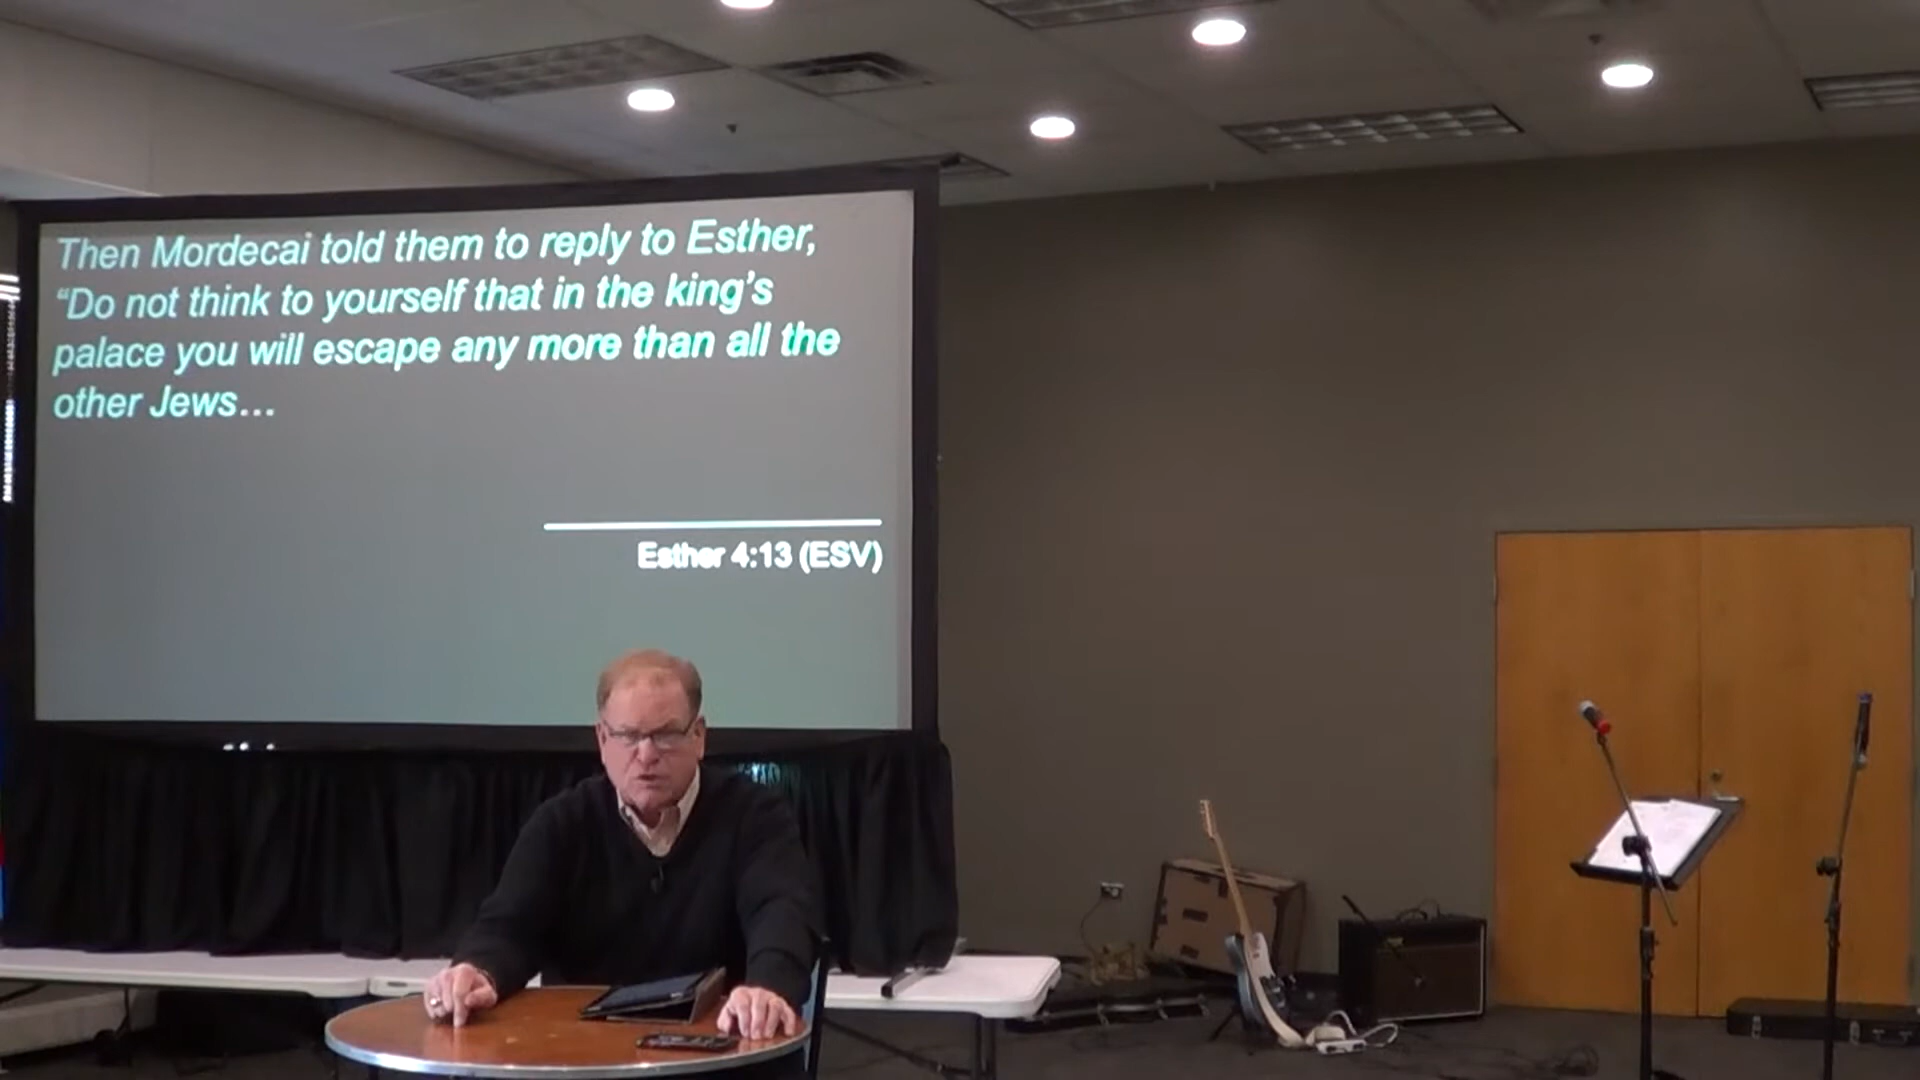 Then Mordecai told them to reply to Esther,
“Do not think to yourself that in the king’s
palace you will escape any more than all the
other Jews…
Esther 4:13 (ESV)